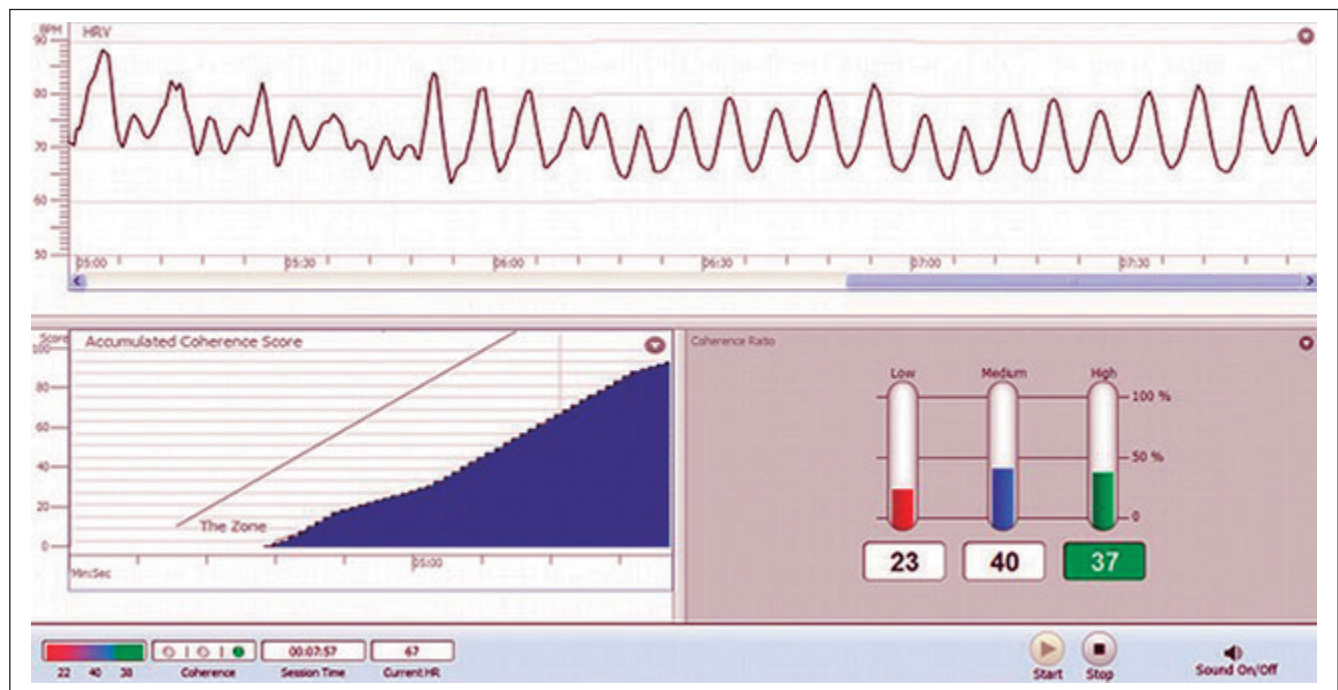 BPM HRV
90
80
70
60
50
05:00 05:30 06:00 06:30 07:00 07:30
Score Accumulated Coherence Score
100
80
60
40
20
0
The Zone
05:00
Min:Sec
Coherence Ratio
Low Medium High
100 %
50 %
0
23 40 37
22 40 38
Coherence
00:07:57
Session Time
67
Current HR
Start Stop
Sound On/Off